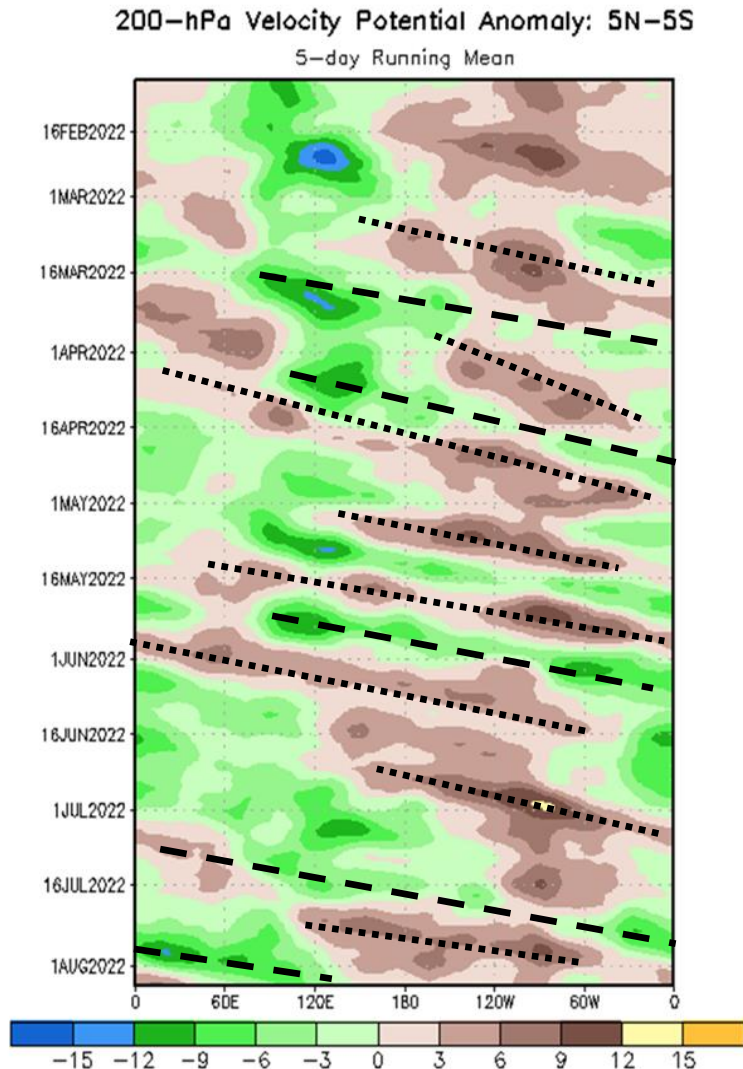 200-hPa Velocity Potential Anomaly: 5N-5S
5-day Running Mean
16FEB2022
1MAR2022
16MAR2022
1APR2022
16APR2022
1MAY2022
16MAY2022
1JUN2022
16JUN2022
1JUL2022
16JUL2022
1AUG2022
0 60E 120E 180 120W 60W 0
-15 -12 -9 -6 -3 0 3 6 9 12 15